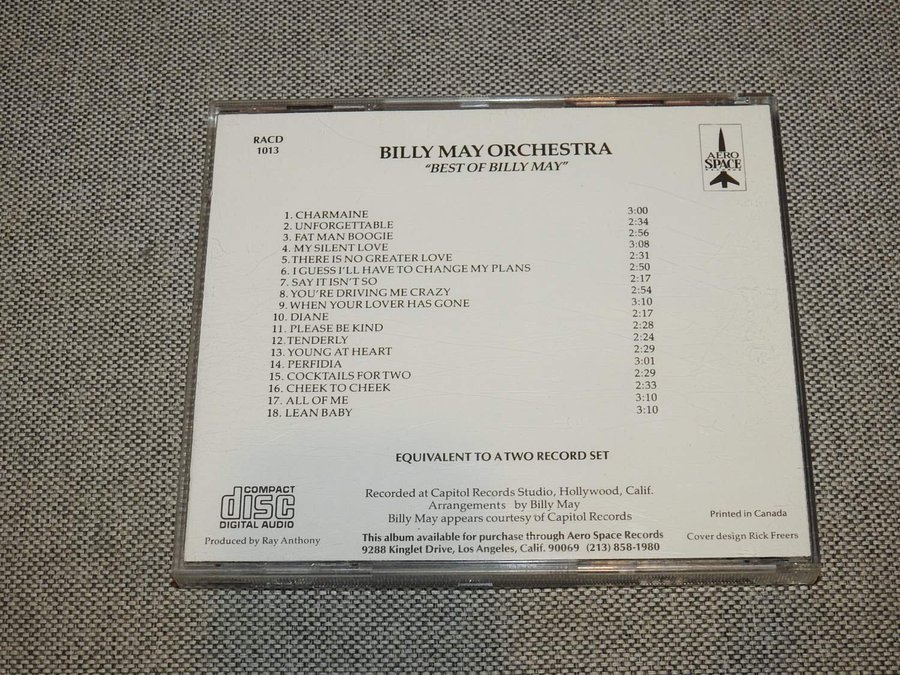 RACD
1013
BILLY MAY ORCHESTRA
"BEST OF BILLY MAY"
AERO
SPACE
RECORDS
1. CHARMAINE 3:00
2. UNFORGETTABLE 2:34
3. FAT MAN BOOGIE 2:56
4. MY SILENT LOVE 3:08
5. THERE IS NO GREATER LOVE 2:31
6. I GUESS I'LL HAVE TO CHANGE MY PLANS 2:50
7. SAY IT ISN'T SO 2:17
8. YOU'RE DRIVING ME CRAZY 2:54
9. WHEN YOUR LOVER HAS GONE 3:10
10. DIANE 2:17
11. PLEASE BE KIND 2:28
12. TENDERLY 2:24
13. YOUNG AT HEART 2:29
14. PERFIDIA 3:01
15. COCKTAILS FOR TWO 2:29
16. CHEEK TO CHEEK 2:33
17. ALL OF ME 3:10
18. LEAN BABY 3:10
EQUIVALENT TO A TWO RECORD SET
COMPACT
disc
DIGITAL AUDIO
Recorded at Capitol Records Studio, Hollywood, Calif.
Arrangements by Billy May
Billy May appears courtesy of Capitol Records
Printed in Canada
Produced by Ray Anthony
This album available for purchase through Aero Space Records
9288 Kinglet Drive, Los Angeles, Calif. 90069 (213) 858-1980
Cover design Rick Freers